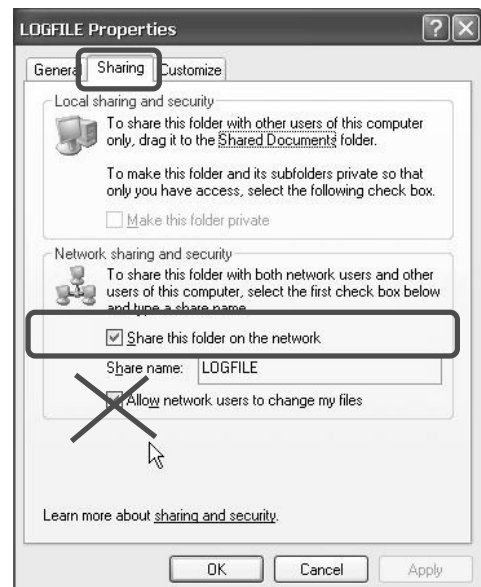 LOGFILE Properties
General Sharing Customize
Local sharing and security
To share this folder with other users of this computer
only, drag it to the Shared Documents folder.
To make this folder and its subfolders private so that
only you have access, select the following check box.
Make this folder private
Network sharing and security
To share this folder with both network users and other
users of this computer, select the first check box below
and type a share name.
Share this folder on the network
Share name: LOGFILE
Allow network users to change my files
Learn more about sharing and security.
OK Cancel Apply